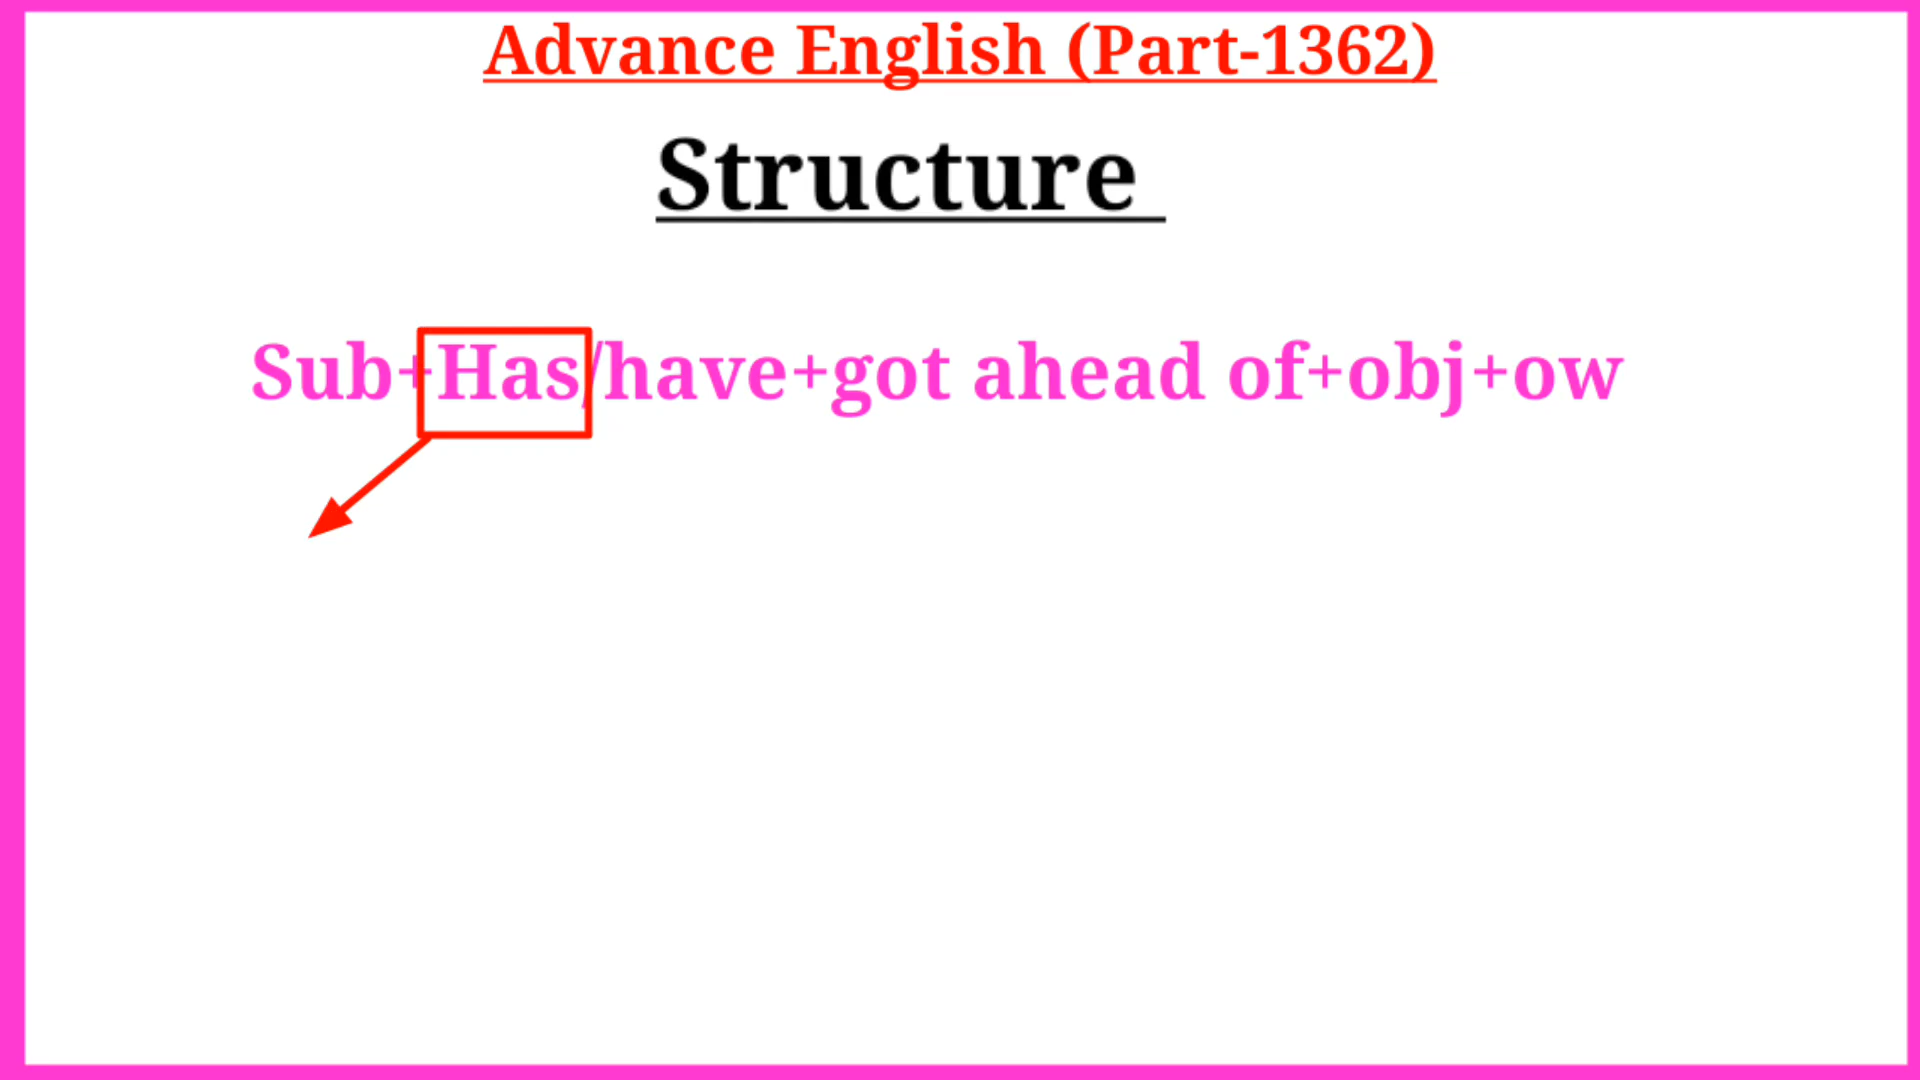 Advance English (Part-1362)
Structure
Sub+Has/have+got ahead of+obj+ow